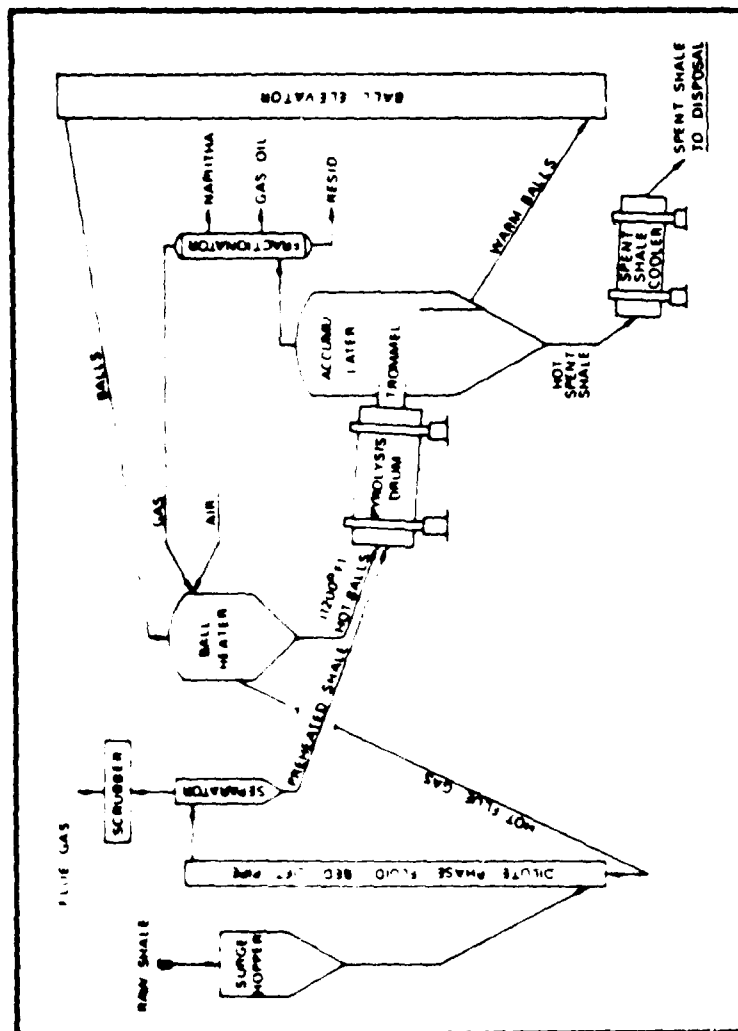 FLUE GAS
SCRUBBER
RAW SHALE
SURGE
HOPPER
DILUTE PHASE FLUID BED LIFT PIPE
SEPARATOR
HOT FLUE GAS
PREHEATED SHALE
BALL
HEATER
GAS
AIR
BALLS
HOT BALLS
PYROLYSIS
DRUM
TROMMEL
ACCUMU
LATER
FRACTIONATOR
NAPHTHA
GAS OIL
RESID
BALL ELEVATOR
WARM BALLS
HOT
SPENT
SHALE
SPENT
SHALE
COOLER
SPENT SHALE
TO DISPOSAL